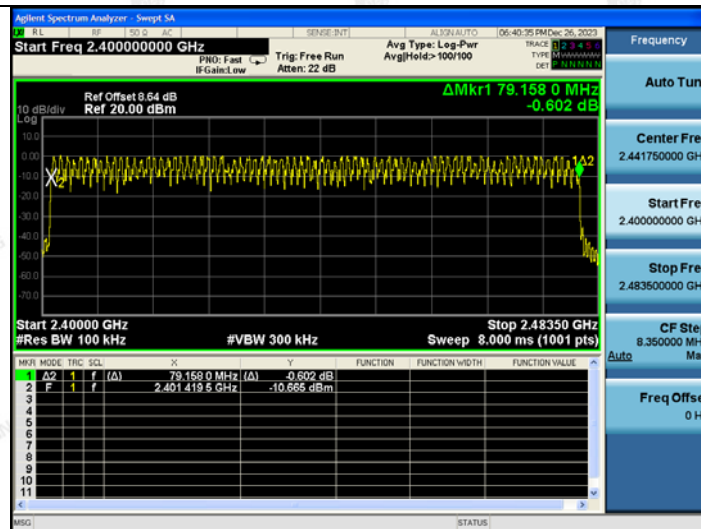 Agilent Spectrum Analyzer - Swept SA
RL RF 50 Ω AC SENSE:INT ALIGN AUTO 06:40:35 PM Dec 26, 2023
Start Freq 2.400000000 GHz
PNO: Fast
IFGain:Low
Trig: Free Run
Atten: 22 dB
Avg Type: Log-Pwr
Avg|Hold:> 100/100
TRACE 1 2 3 4 5 6
TYPE M
DET P N N N N N
Ref Offset 8.64 dB
Ref 20.00 dBm
10 dB/div
Log
ΔMkr1 79.158 0 MHz
-0.602 dB
10.0
0.00
-10.0
-20.0
-30.0
-40.0
-50.0
-60.0
-70.0
X2
1Δ2
Start 2.40000 GHz Stop 2.48350 GHz
#Res BW 100 kHz #VBW 300 kHz Sweep 8.000 ms (1001 pts)
MKR MODE TRC SCL X Y FUNCTION FUNCTION WIDTH FUNCTION VALUE
1 Δ2 1 f (Δ) 79.158 0 MHz (Δ) -0.602 dB
2 F 1 f 2.401 419 5 GHz -10.665 dBm
3
4
5
6
7
8
9
10
11
MSG STATUS
Frequency
Auto Tun
Center Fre
2.441750000 GH
Start Fre
2.400000000 GH
Stop Fre
2.483500000 GH
CF Ste
8.350000 MH
Auto Ma
Freq Offse
0 H